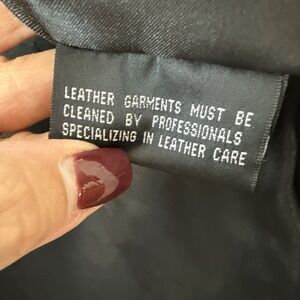 LEATHER GARMENTS MUST BE
CLEANED BY PROFESSIONALS
SPECIALIZING IN LEATHER CARE